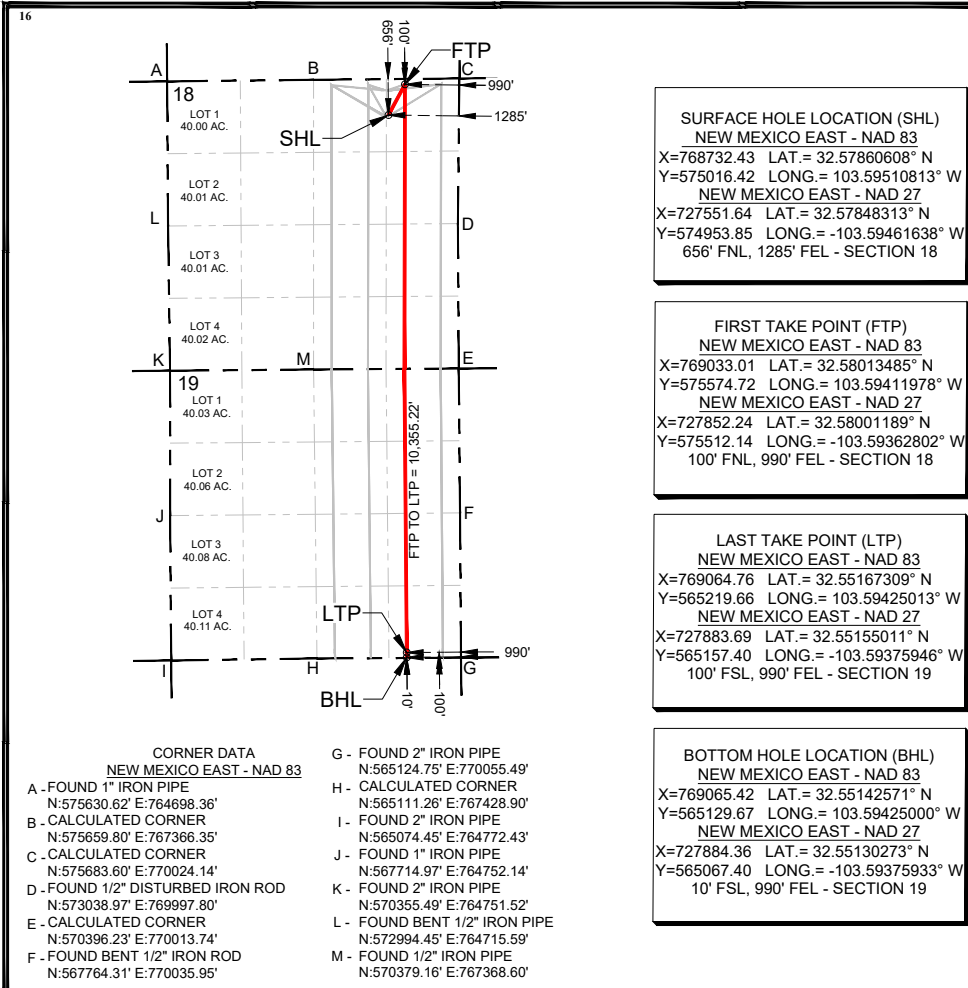 16
656'
100'
FTP
A
B
C
18
990'
LOT 1
40.00 AC.
1285'
SHL
LOT 2
40.01 AC.
L
D
LOT 3
40.01 AC.
LOT 4
40.02 AC.
K
M
E
19
LOT 1
40.03 AC.
FTP TO LTP = 10,355.22'
LOT 2
40.06 AC.
J
F
LOT 3
40.08 AC.
LOT 4
40.11 AC.
LTP
990'
I
H
G
BHL
10'
100'
SURFACE HOLE LOCATION (SHL)
NEW MEXICO EAST - NAD 83
X=768732.43 LAT.= 32.57860608° N
Y=575016.42 LONG.= 103.59510813° W
NEW MEXICO EAST - NAD 27
X=727551.64 LAT.= 32.57848313° N
Y=574953.85 LONG.= -103.59461638° W
656' FNL, 1285' FEL - SECTION 18
FIRST TAKE POINT (FTP)
NEW MEXICO EAST - NAD 83
X=769033.01 LAT.= 32.58013485° N
Y=575574.72 LONG.= 103.59411978° W
NEW MEXICO EAST - NAD 27
X=727852.24 LAT.= 32.58001189° N
Y=575512.14 LONG.= -103.59362802° W
100' FNL, 990' FEL - SECTION 18
LAST TAKE POINT (LTP)
NEW MEXICO EAST - NAD 83
X=769064.76 LAT.= 32.55167309° N
Y=565219.66 LONG.= 103.59425013° W
NEW MEXICO EAST - NAD 27
X=727883.69 LAT.= 32.55155011° N
Y=565157.40 LONG.= -103.59375946° W
100' FSL, 990' FEL - SECTION 19
BOTTOM HOLE LOCATION (BHL)
NEW MEXICO EAST - NAD 83
X=769065.42 LAT.= 32.55142571° N
Y=565129.67 LONG.= 103.59425000° W
NEW MEXICO EAST - NAD 27
X=727884.36 LAT.= 32.55130273° N
Y=565067.40 LONG.= -103.59375933° W
10' FSL, 990' FEL - SECTION 19
CORNER DATA
NEW MEXICO EAST - NAD 83
A - FOUND 1" IRON PIPE
N:575630.62' E:764698.36'
B - CALCULATED CORNER
N:575659.80' E:767366.35'
C - CALCULATED CORNER
N:575683.60' E:770024.14'
D - FOUND 1/2" DISTURBED IRON ROD
N:573038.97' E:769997.80'
E - CALCULATED CORNER
N:570396.23' E:770013.74'
F - FOUND BENT 1/2" IRON ROD
N:567764.31' E:770035.95'
G - FOUND 2" IRON PIPE
N:565124.75' E:770055.49'
H - CALCULATED CORNER
N:565111.26' E:767428.90'
I - FOUND 2" IRON PIPE
N:565074.45' E:764772.43'
J - FOUND 1" IRON PIPE
N:567714.97' E:764752.14'
K - FOUND 2" IRON PIPE
N:570355.49' E:764751.52'
L - FOUND BENT 1/2" IRON PIPE
N:572994.45' E:764715.59'
M - FOUND 1/2" IRON PIPE
N:570379.16' E:767368.60'